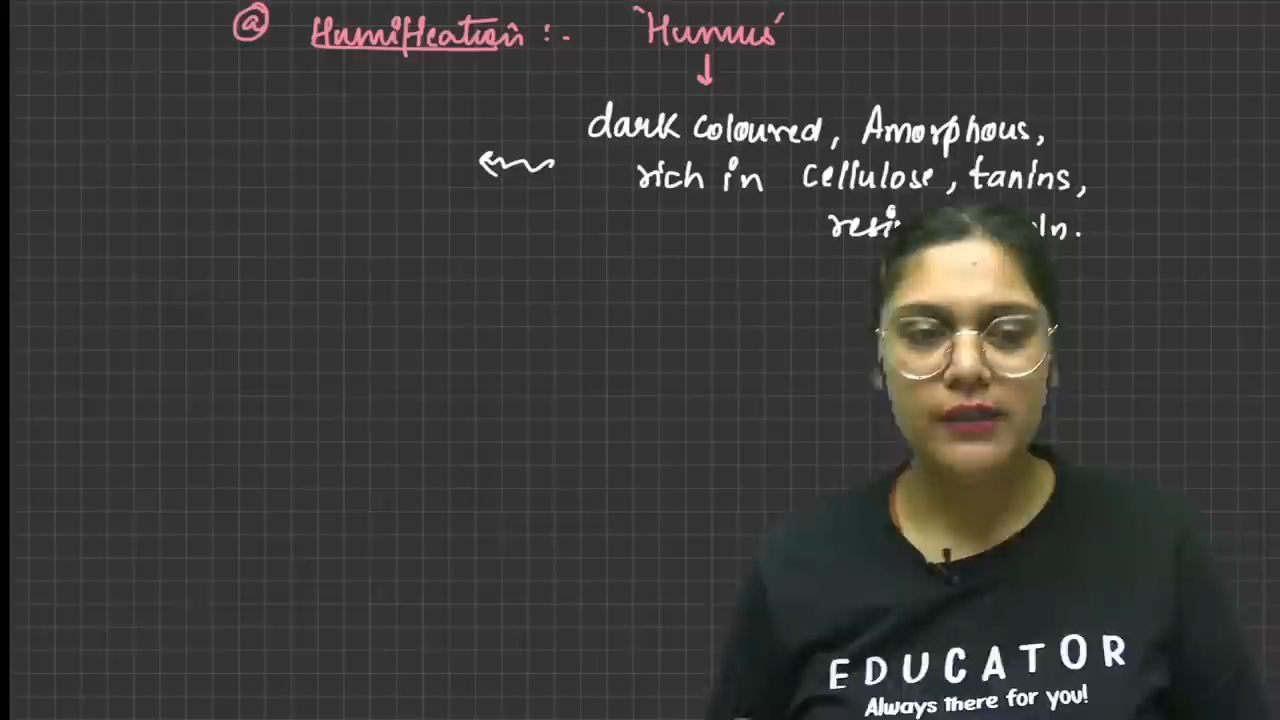 @ Humification :- 'Humus'
↓
dark coloured, Amorphous,
rich in cellulose, tanins,
EDUCATOR
Always there for you!